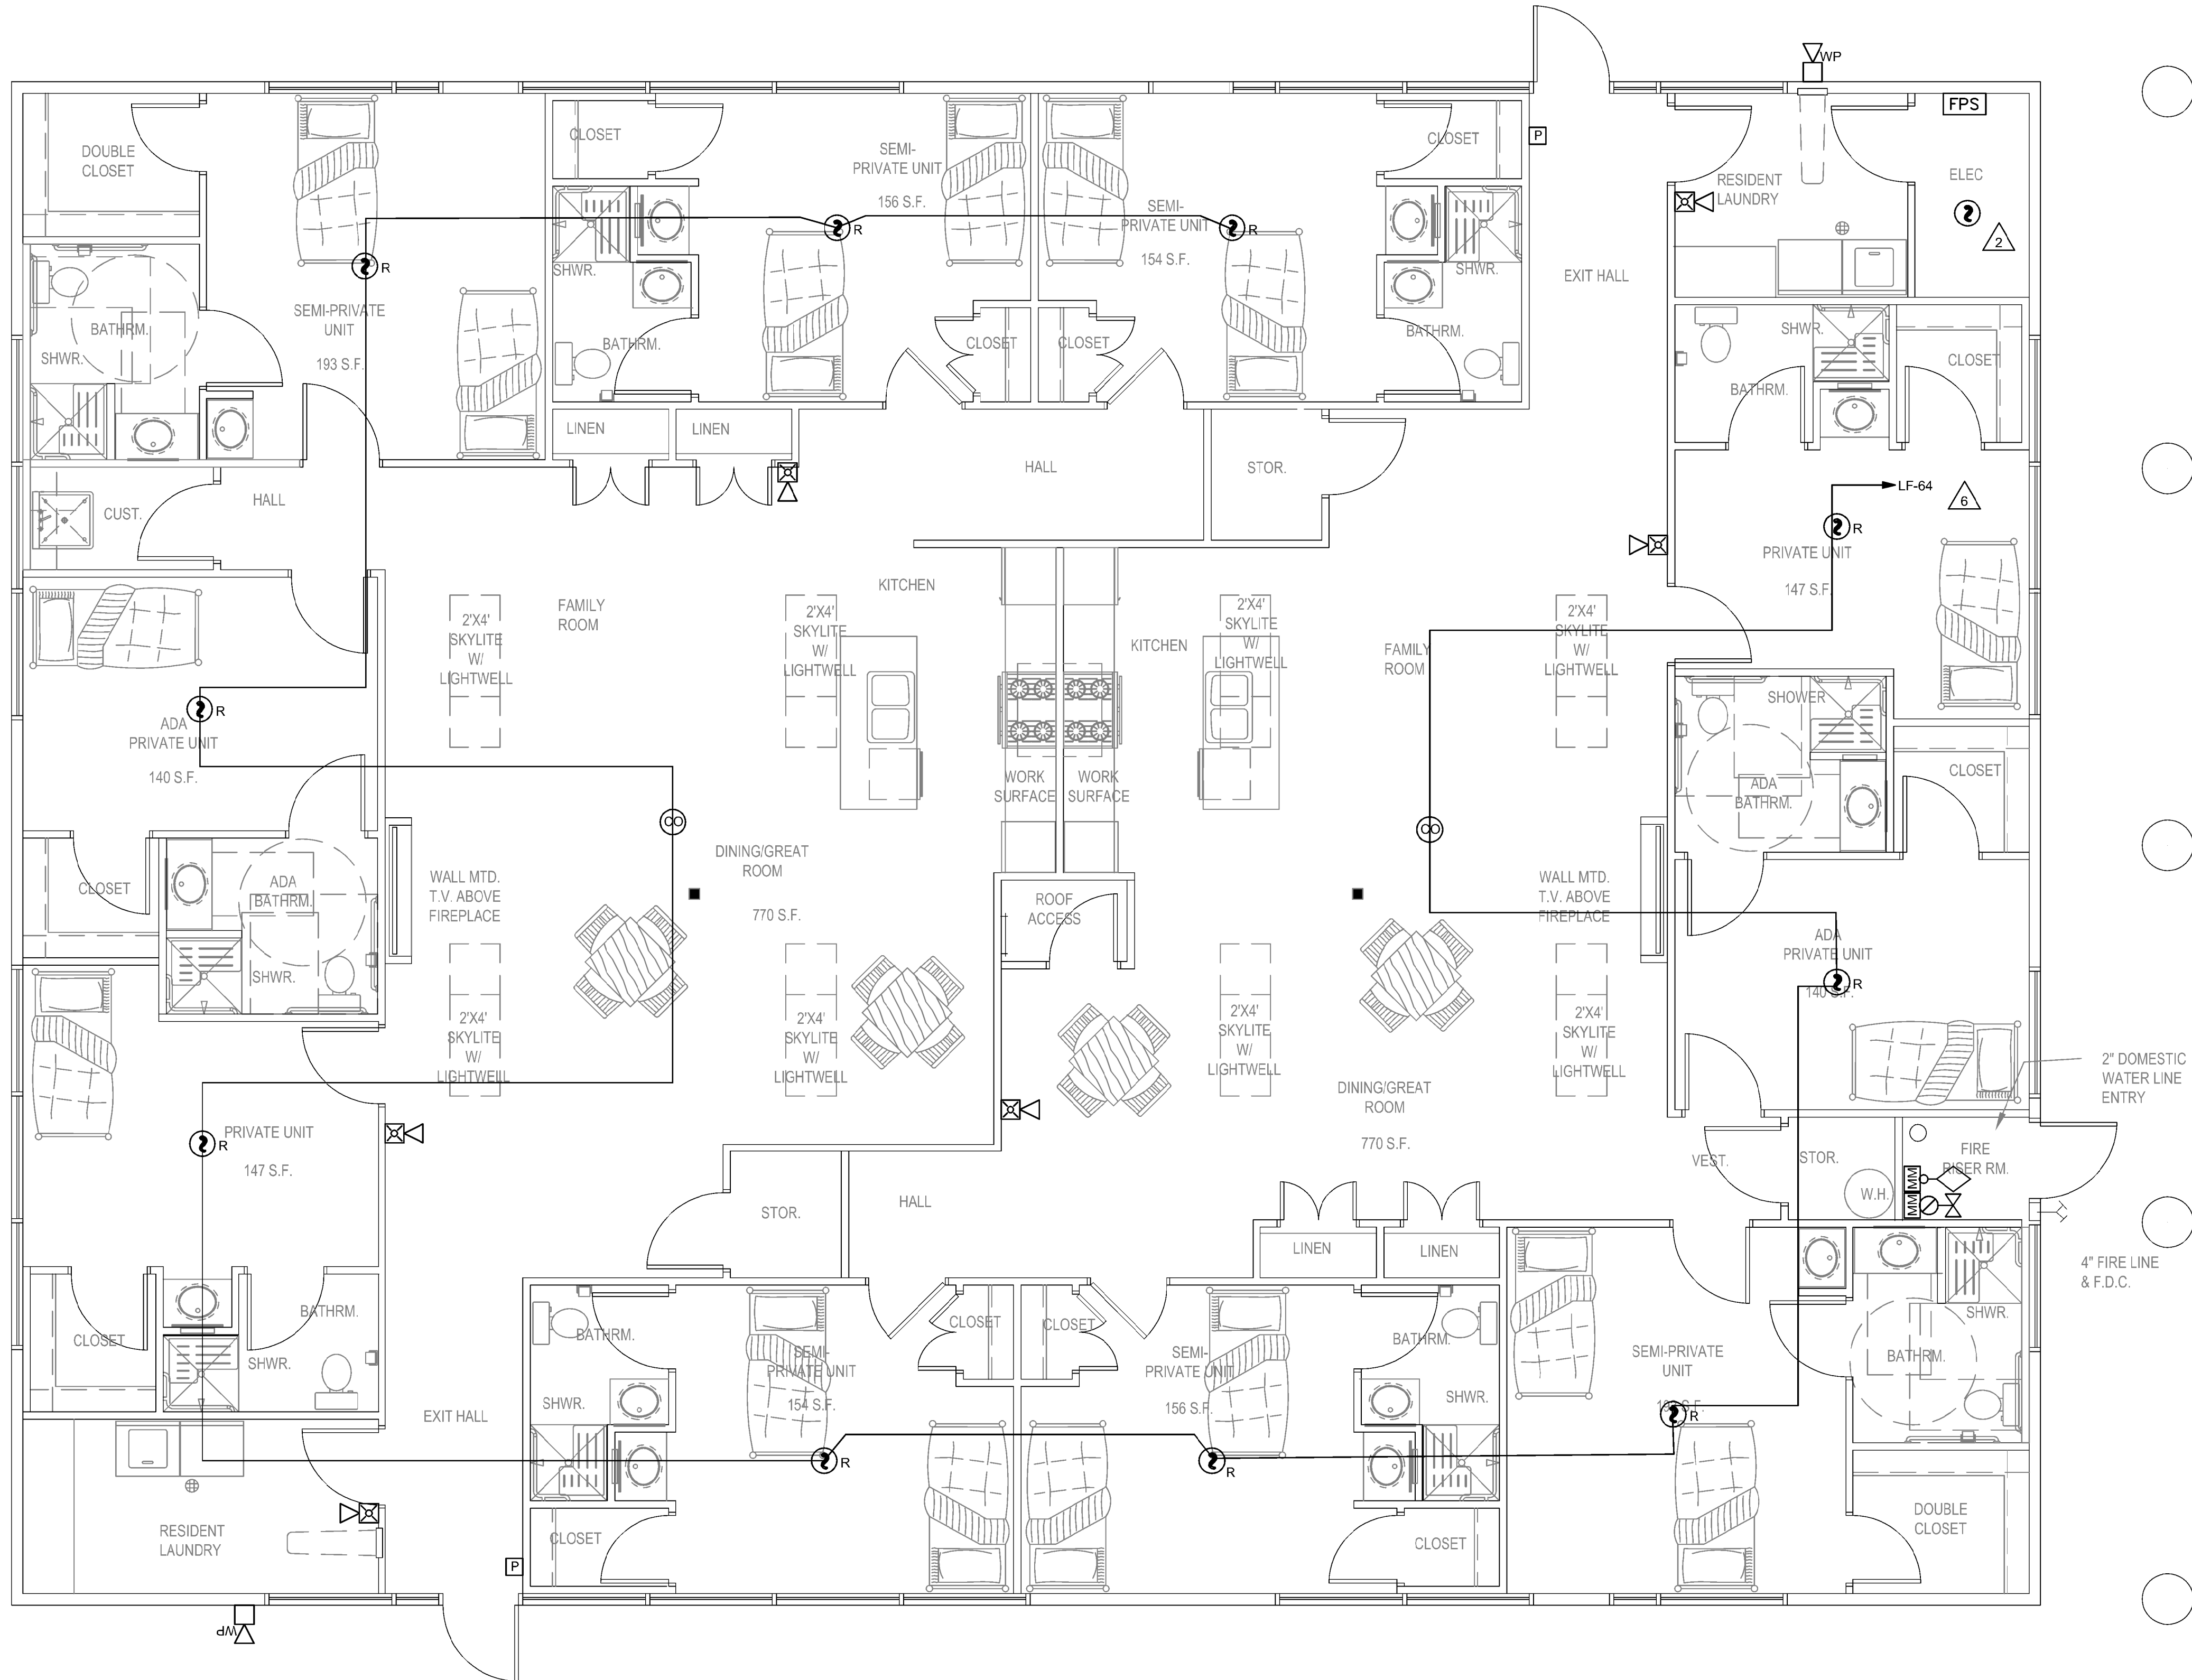 WP
FPS
CLOSET
P
CLOSET
DOUBLE
CLOSET
SEMI-
PRIVATE UNIT
156 S.F.
SEMI-
PRIVATE UNIT
154 S.F.
RESIDENT
LAUNDRY
ELEC
2
R
R
R
SHWR.
SHWR.
EXIT HALL
SEMI-PRIVATE
UNIT
193 S.F.
BATHRM.
SHWR.
BATHRM.
CLOSET
CLOSET
BATHRM.
SHWR.
BATHRM.
CLOSET
LINEN
LINEN
HALL
STOR.
HALL
CUST.
LF-64
6
R
PRIVATE UNIT
147 S.F.
KITCHEN
FAMILY
ROOM
2'X4'
SKYLITE
W/
LIGHTWELL
2'X4'
SKYLITE
W/
LIGHTWELL
2'X4'
SKYLITE
W/
LIGHTWELL
2'X4'
SKYLITE
W/
LIGHTWELL
KITCHEN
FAMILY
ROOM
SHOWER
R
ADA
PRIVATE UNIT
140 S.F.
WORK
SURFACE
WORK
SURFACE
CLOSET
ADA
BATHRM.
CO
CO
DINING/GREAT
ROOM
770 S.F.
CLOSET
ADA
BATHRM.
WALL MTD.
T.V. ABOVE
FIREPLACE
WALL MTD.
T.V. ABOVE
FIREPLACE
ROOF
ACCESS
ADA
PRIVATE UNIT
140 S.F.
R
SHWR.
2'X4'
SKYLITE
W/
LIGHTWELL
2'X4'
SKYLITE
W/
LIGHTWELL
2'X4'
SKYLITE
W/
LIGHTWELL
2'X4'
SKYLITE
W/
LIGHTWELL
2" DOMESTIC
WATER LINE
ENTRY
DINING/GREAT
ROOM
770 S.F.
PRIVATE UNIT
R
147 S.F.
VEST.
STOR.
FIRE
RISER RM.
MM
MM
W.H.
STOR.
HALL
LINEN
LINEN
4" FIRE LINE
& F.D.C.
BATHRM.
CLOSET
SHWR.
BATHRM.
CLOSET
CLOSET
BATHRM.
SHWR.
SEMI-
PRIVATE UNIT
154 S.F.
SEMI-
PRIVATE UNIT
156 S.F.
SEMI-PRIVATE
UNIT
BATHRM.
SHWR.
SHWR.
EXIT HALL
R
R
R
RESIDENT
LAUNDRY
CLOSET
CLOSET
DOUBLE
CLOSET
P
WP